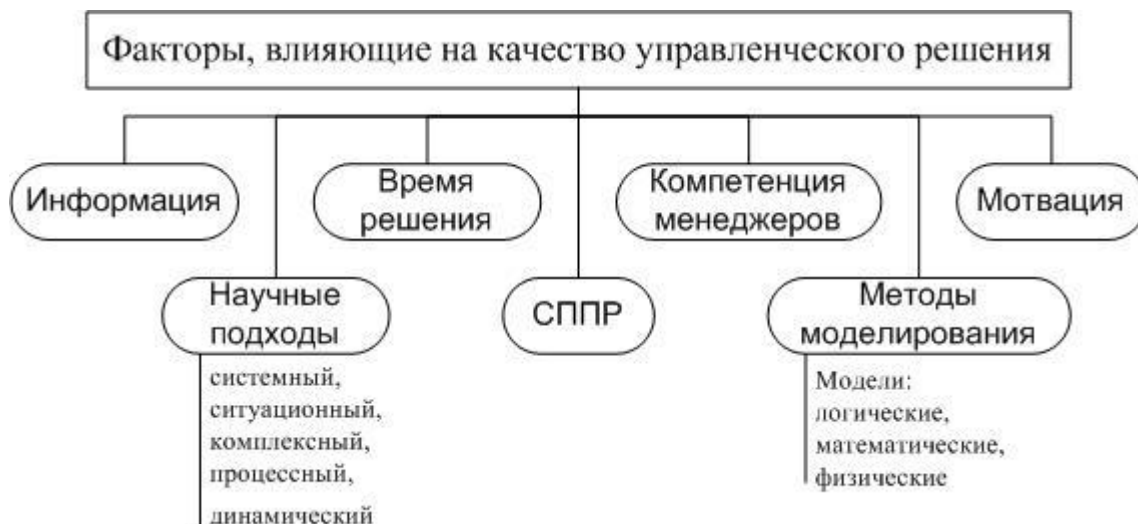 Факторы, влияющие на качество управленческого решения
Информация
Время
решения
Компетенция
менеджеров
Мотвация
Научные
подходы
СППР
Методы
моделирования
системный,
ситуационный,
комплексный,
процессный,
динамический
Модели:
логические,
математические,
физические